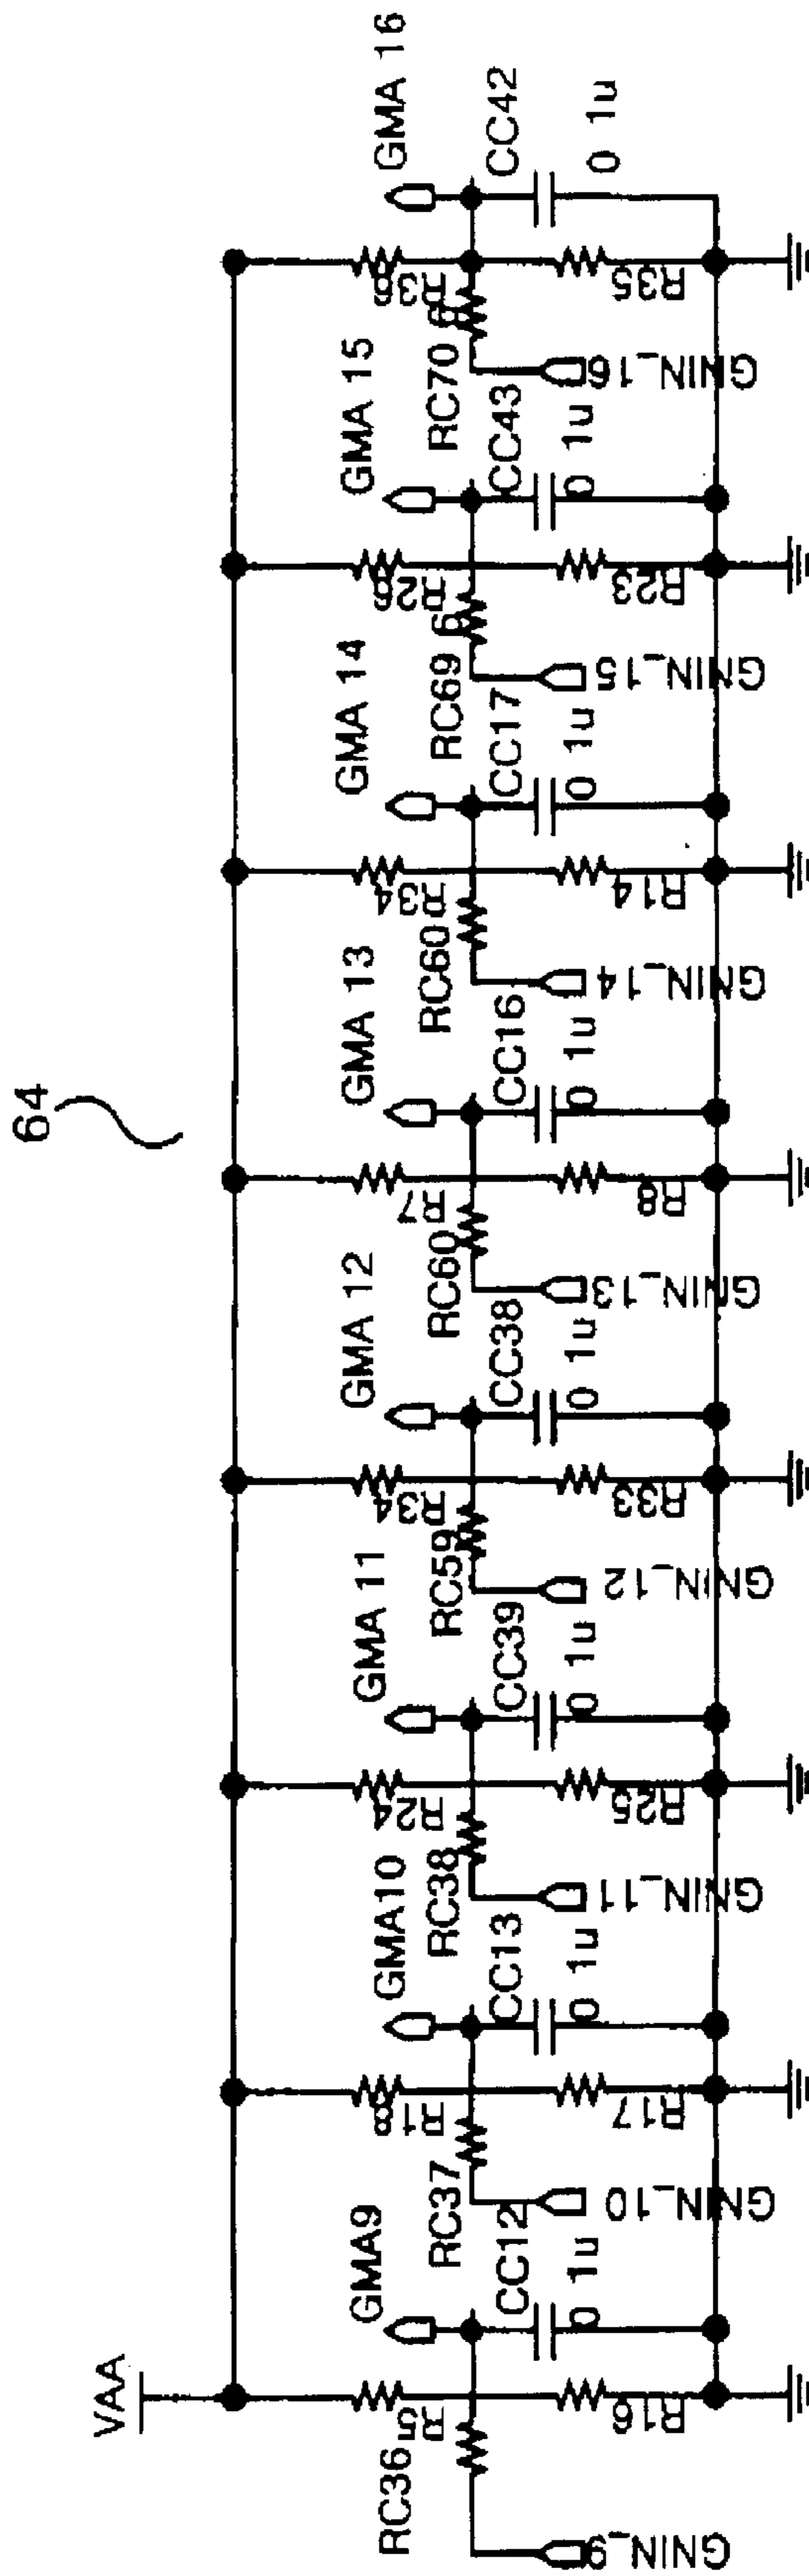 64
VAA
GMA9
GMA10
GMA 11
GMA 12
GMA 13
GMA 14
GMA 15
GMA 16
R5
R18
R24
R34
R7
R34
R26
R36
RC36
RC37
RC38
RC59
RC60
RC60
RC69
RC70
CC12
CC13
CC39
CC38
CC16
CC17
CC43
CC42
0 1u
0 1u
0 1u
0 1u
0 1u
0 1u
0 1u
0 1u
R16
R17
R25
R33
R8
R14
R23
R35
GNIN_9
GNIN_10
GNIN_11
GNIN_12
GNIN_13
GNIN_14
GNIN_15
GNIN_16